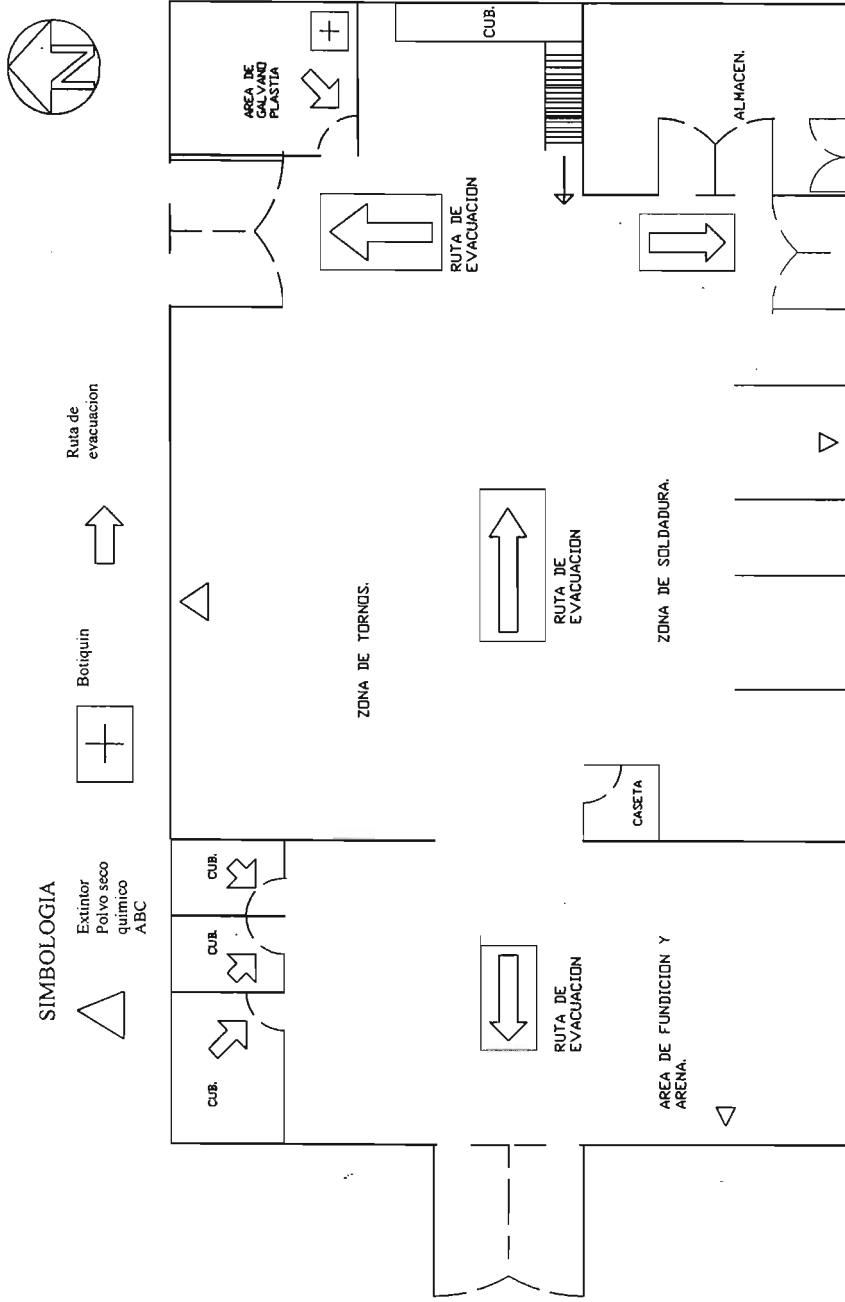 N
SIMBOLOGIA
Extintor
Polvo seco
quimico
ABC
Botiquin
Ruta de
evacuacion
CUB.
CUB.
CUB.
AREA DE
GALVANO
PLASTIA
CUB.
RUTA DE
EVACUACION
ZONA DE TORNOS.
RUTA DE
EVACUACION
RUTA DE
EVACUACION
CASETA
ZONA DE SOLDADURA.
AREA DE FUNDICION Y
ARENA.
ALMACEN.